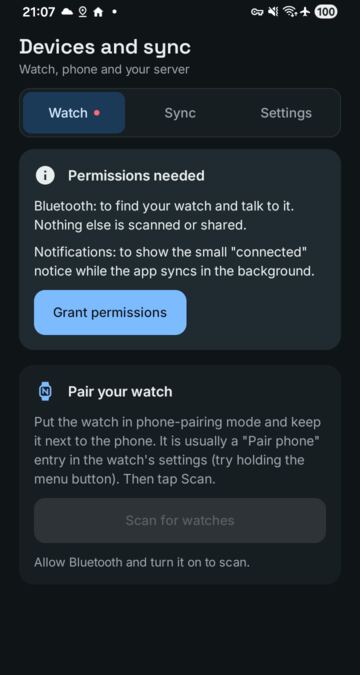 21:07
100
Devices and sync
Watch, phone and your server
Watch
Sync
Settings
Permissions needed
Bluetooth: to find your watch and talk to it.
Nothing else is scanned or shared.
Notifications: to show the small "connected"
notice while the app syncs in the background.
Grant permissions
Pair your watch
Put the watch in phone-pairing mode and keep
it next to the phone. It is usually a "Pair phone"
entry in the watch's settings (try holding the
menu button). Then tap Scan.
Scan for watches
Allow Bluetooth and turn it on to scan.